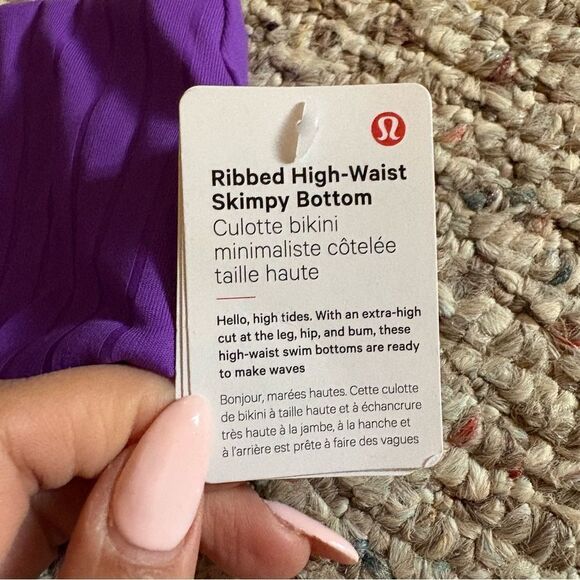 Ribbed High-Waist
Skimpy Bottom
Culotte bikini
minimaliste côtelée
taille haute
Hello, high tides. With an extra-high
cut at the leg, hip, and bum, these
high-waist swim bottoms are ready
to make waves
Bonjour, marées hautes. Cette culotte
de bikini à taille haute et à échancrure
très haute à la jambe, à la hanche et
à l'arrière est prête à faire des vagues